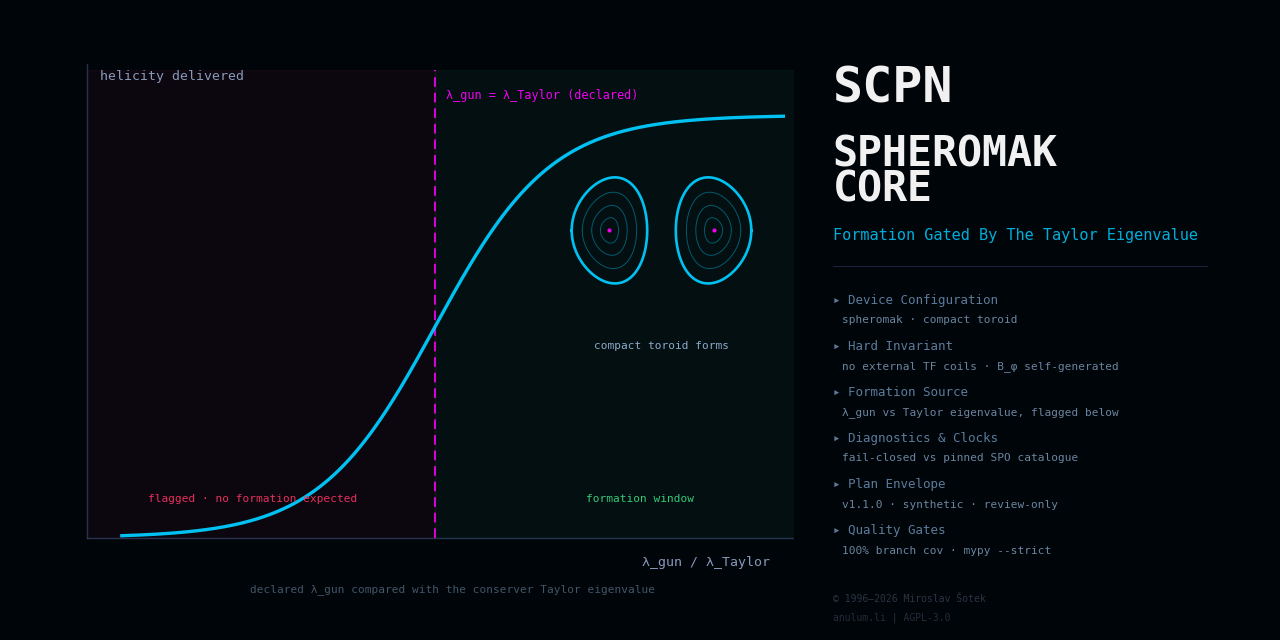 helicity delivered
λ_gun = λ_Taylor (declared)
compact toroid forms
flagged · no formation expected
formation window
λ_gun / λ_Taylor
declared λ_gun compared with the conserver Taylor eigenvalue
SCPN
SPHEROMAK
CORE
Formation Gated By The Taylor Eigenvalue
▸ Device Configuration
spheromak · compact toroid
▸ Hard Invariant
no external TF coils · B_φ self-generated
▸ Formation Source
λ_gun vs Taylor eigenvalue, flagged below
▸ Diagnostics & Clocks
fail-closed vs pinned SPO catalogue
▸ Plan Envelope
v1.1.0 · synthetic · review-only
▸ Quality Gates
100% branch cov · mypy --strict
© 1996–2026 Miroslav Šotek
anulum.li | AGPL-3.0